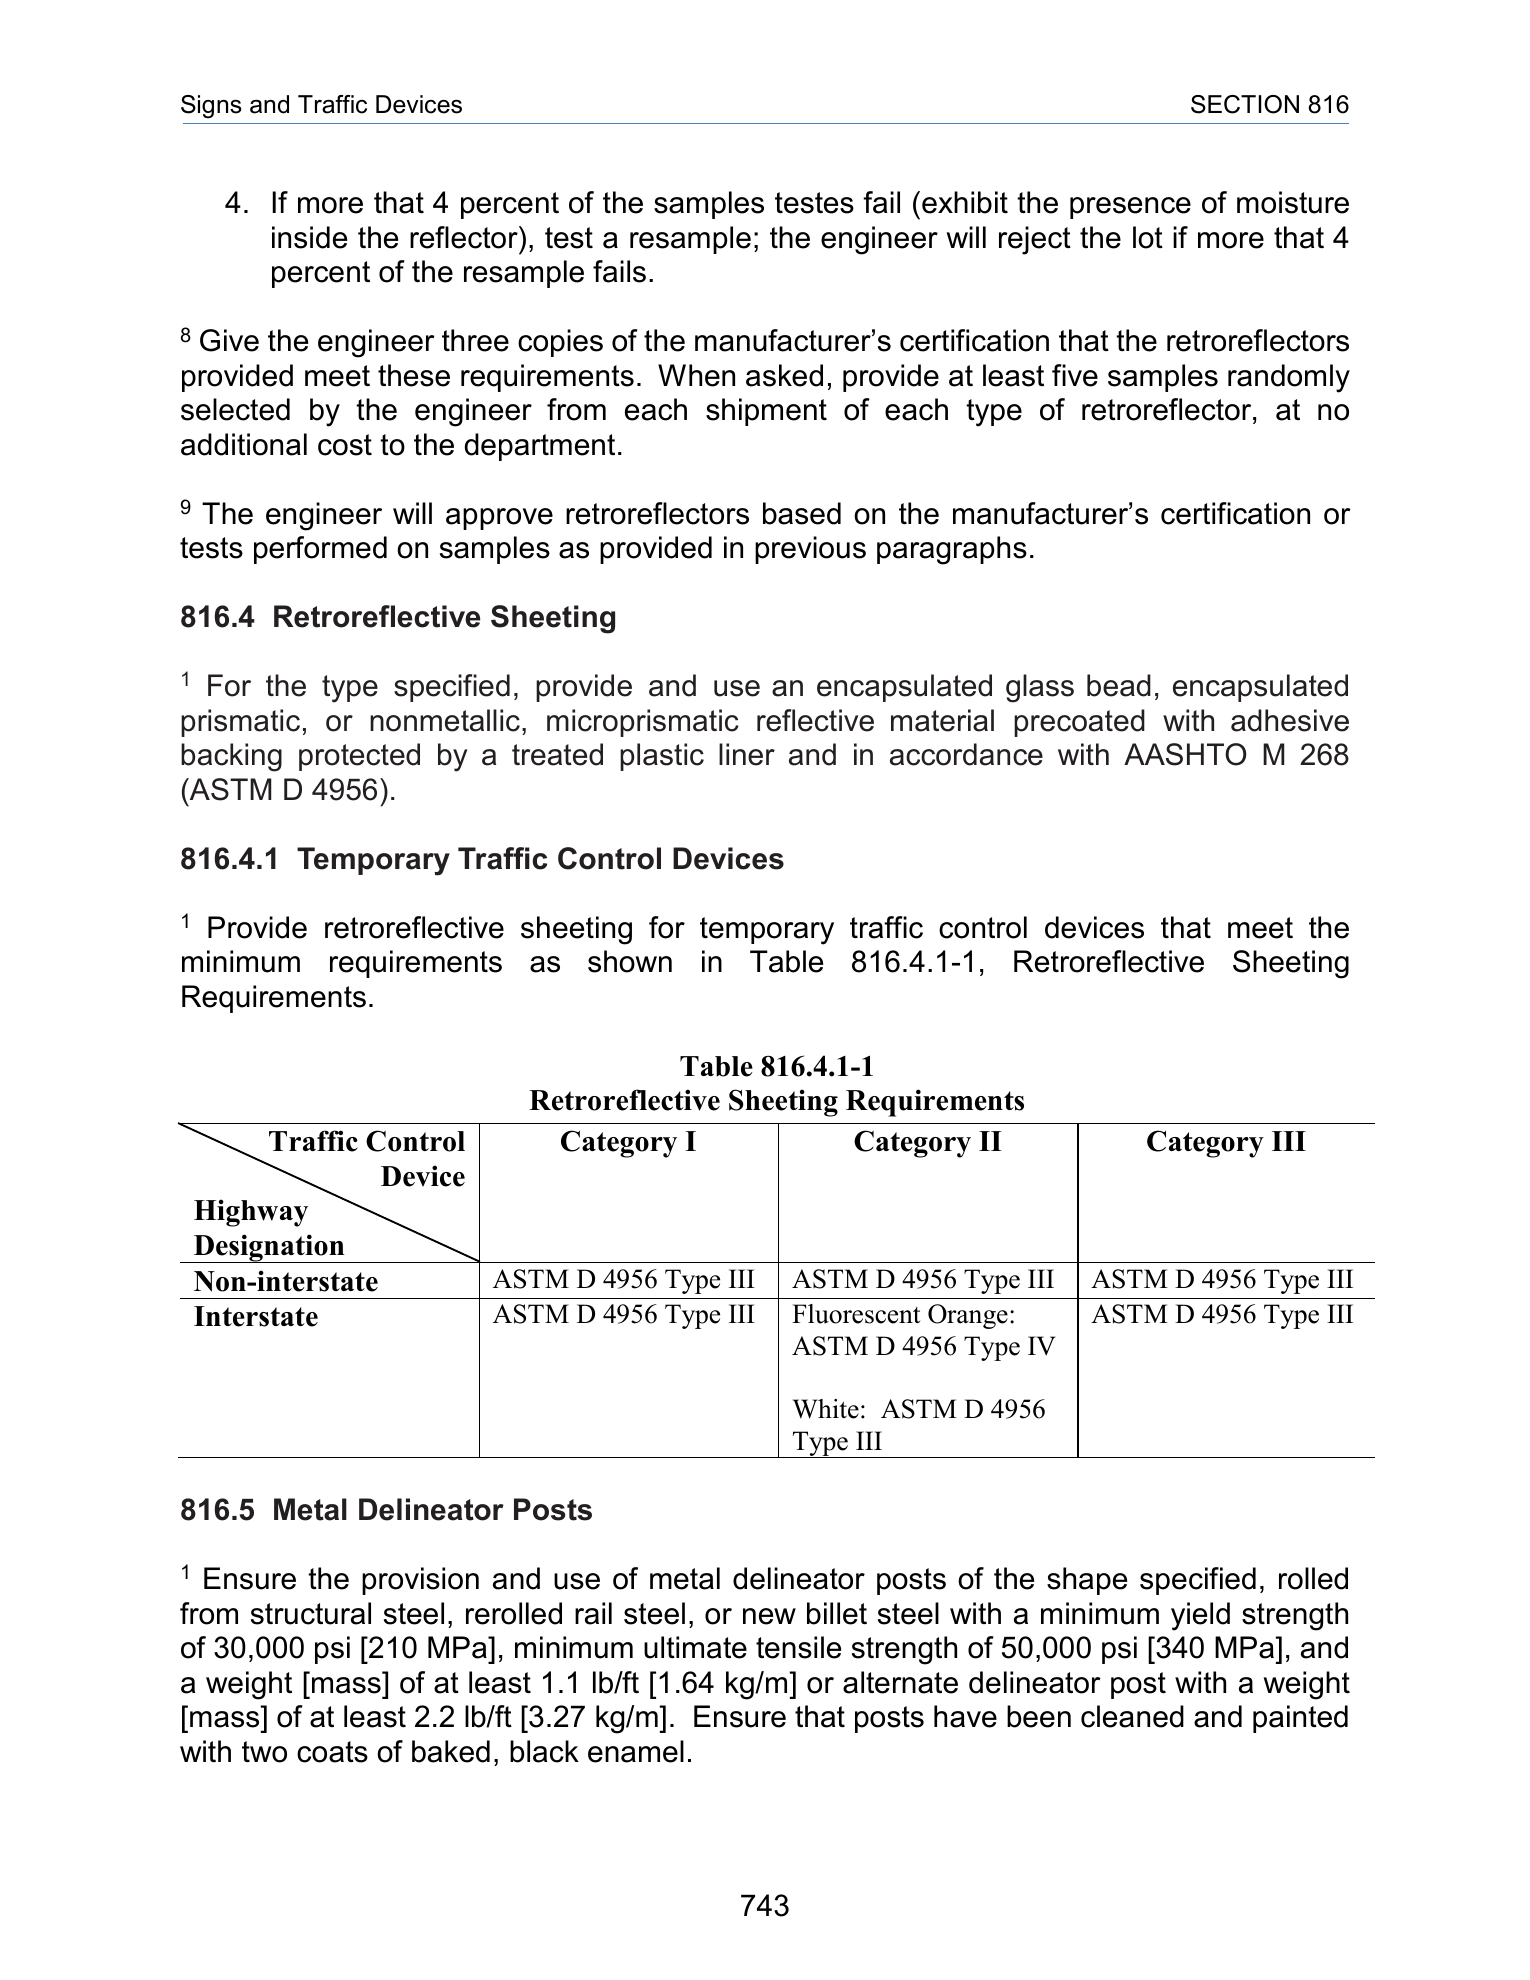 Signs and Traffic Devices SECTION 816
4. If more that 4 percent of the samples testes fail (exhibit the presence of moisture
inside the reflector), test a resample; the engineer will reject the lot if more that 4
percent of the resample fails.
8 Give the engineer three copies of the manufacturer’s certification that the retroreflectors
provided meet these requirements. When asked, provide at least five samples randomly
selected by the engineer from each shipment of each type of retroreflector, at no
additional cost to the department.
9 The engineer will approve retroreflectors based on the manufacturer’s certification or
tests performed on samples as provided in previous paragraphs.
816.4 Retroreflective Sheeting
1 For the type specified, provide and use an encapsulated glass bead, encapsulated
prismatic, or nonmetallic, microprismatic reflective material precoated with adhesive
backing protected by a treated plastic liner and in accordance with AASHTO M 268
(ASTM D 4956).
816.4.1 Temporary Traffic Control Devices
1 Provide retroreflective sheeting for temporary traffic control devices that meet the
minimum requirements as shown in Table 816.4.1-1, Retroreflective Sheeting
Requirements.
Table 816.4.1-1
Retroreflective Sheeting Requirements
Traffic Control Category I Category II Category III
Device
Highway
Designation
Non-interstate ASTM D 4956 Type III ASTM D 4956 Type III ASTM D 4956 Type III
Interstate ASTM D 4956 Type III Fluorescent Orange: ASTM D 4956 Type III
ASTM D 4956 Type IV
White: ASTM D 4956
Type III
816.5 Metal Delineator Posts
1 Ensure the provision and use of metal delineator posts of the shape specified, rolled
from structural steel, rerolled rail steel, or new billet steel with a minimum yield strength
of 30,000 psi [210 MPa], minimum ultimate tensile strength of 50,000 psi [340 MPa], and
a weight [mass] of at least 1.1 lb/ft [1.64 kg/m] or alternate delineator post with a weight
[mass] of at least 2.2 lb/ft [3.27 kg/m]. Ensure that posts have been cleaned and painted
with two coats of baked, black enamel.
743